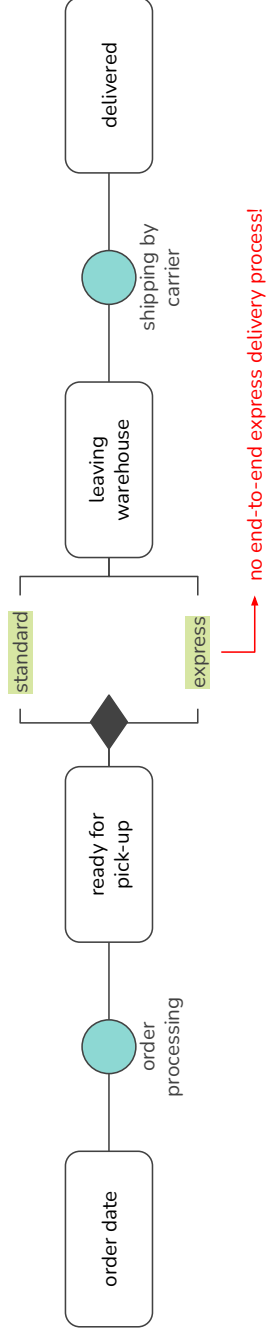 order date
order
processing
ready for
pick-up
standard
express
leaving
warehouse
shipping by
carrier
delivered
no end-to-end express delivery process!